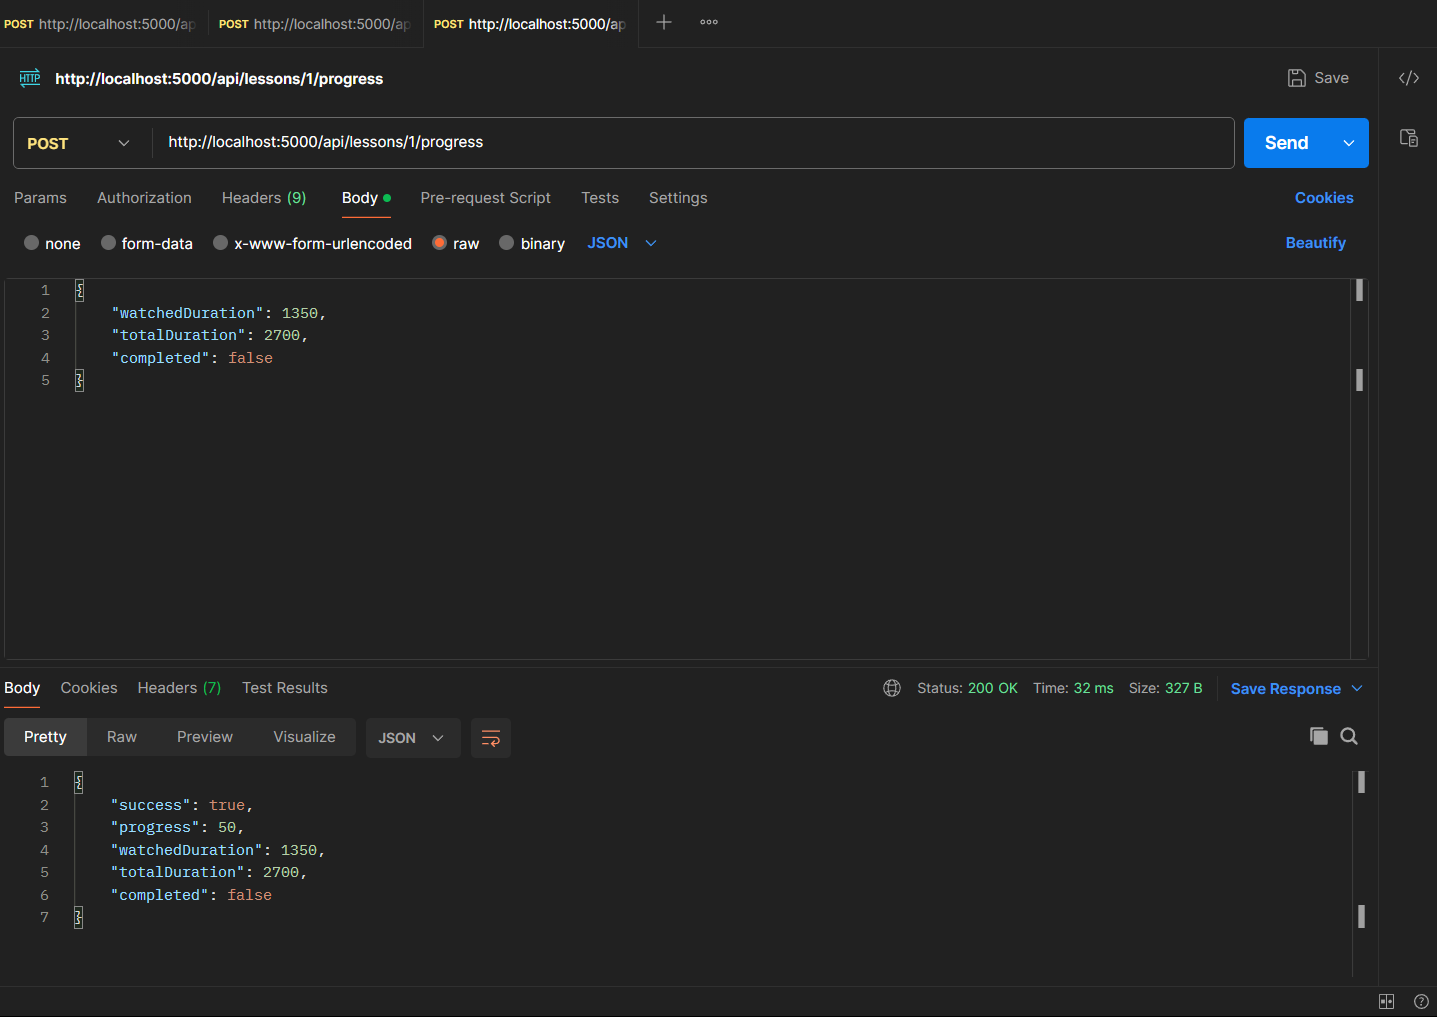 POST http://localhost:5000/ap POST http://localhost:5000/ap POST http://localhost:5000/ap
HTTP http://localhost:5000/api/lessons/1/progress Save
POST http://localhost:5000/api/lessons/1/progress Send
Params Authorization Headers (9) Body Pre-request Script Tests Settings Cookies
none form-data x-www-form-urlencoded raw binary JSON Beautify
1 {
2 "watchedDuration": 1350,
3 "totalDuration": 2700,
4 "completed": false
5 }
Body Cookies Headers (7) Test Results Status: 200 OK Time: 32 ms Size: 327 B Save Response
Pretty Raw Preview Visualize JSON
1 {
2 "success": true,
3 "progress": 50,
4 "watchedDuration": 1350,
5 "totalDuration": 2700,
6 "completed": false
7 }